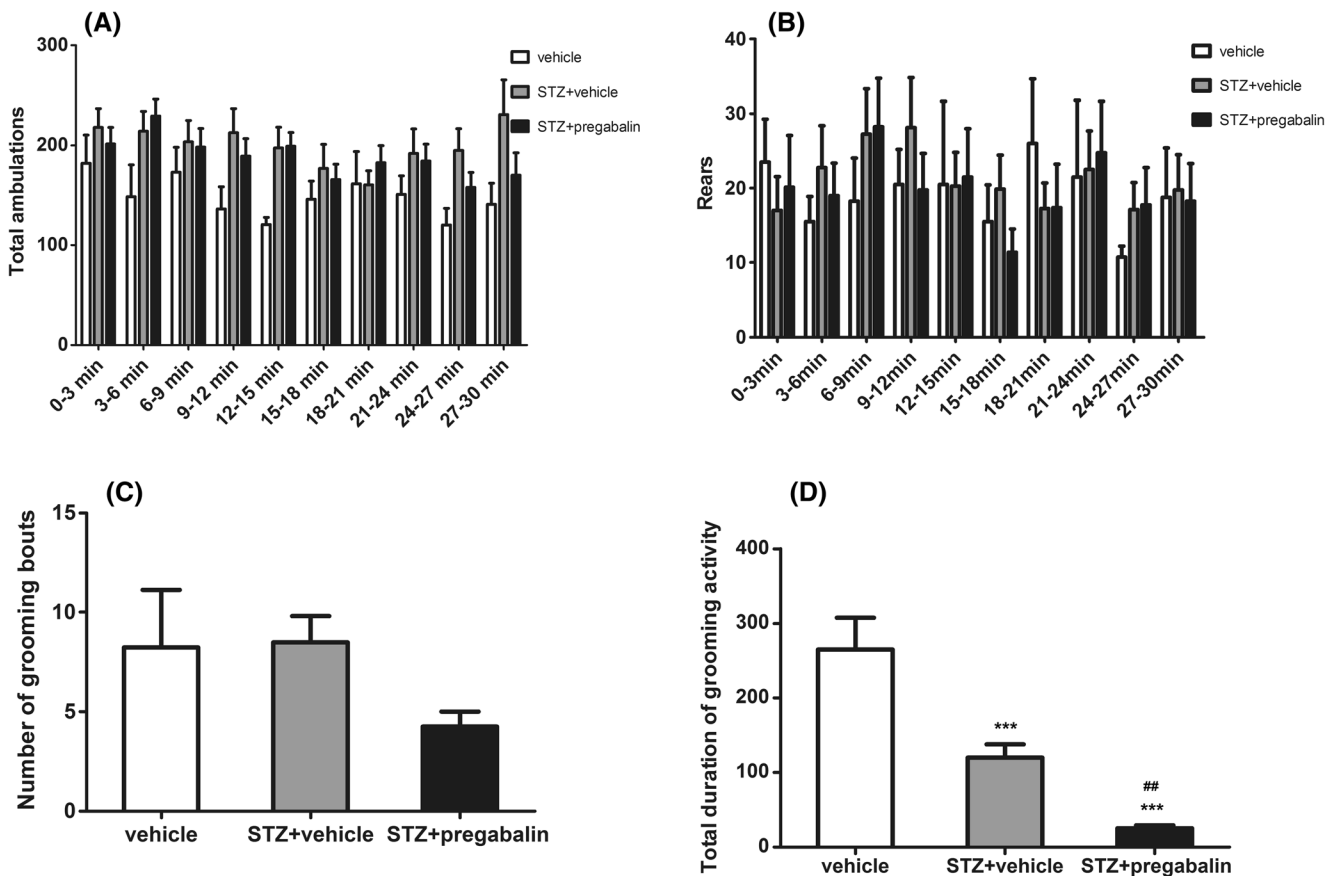 (A)
300
200
100
0
Total ambulations
vehicle
STZ+vehicle
STZ+pregabalin
0-3 min
3-6 min
6-9 min
9-12 min
12-15 min
15-18 min
18-21 min
21-24 min
24-27 min
27-30 min
(B)
40
30
20
10
0
Rears
vehicle
STZ+vehicle
STZ+pregabalin
0-3min
3-6min
6-9min
9-12min
12-15min
15-18min
18-21min
21-24min
24-27min
27-30min
(C)
15
10
5
0
Number of grooming bouts
vehicle
STZ+vehicle
STZ+pregabalin
(D)
400
300
200
100
0
Total duration of grooming activity
***
##
***
vehicle
STZ+vehicle
STZ+pregabalin